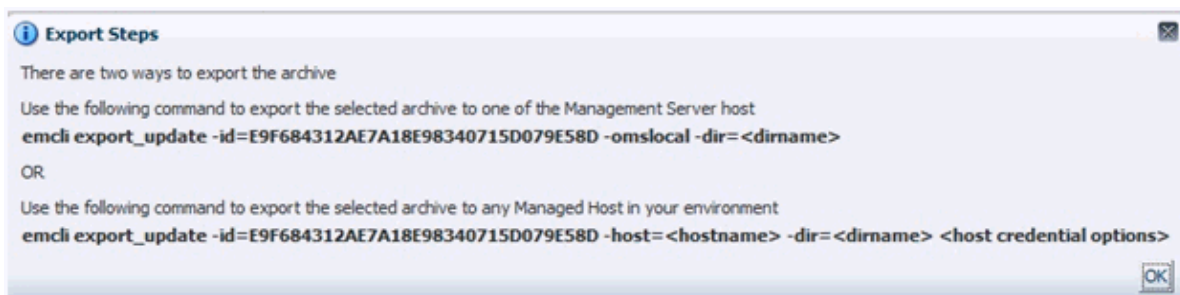 Export Steps
There are two ways to export the archive
Use the following command to export the selected archive to one of the Management Server host
emcli export_update -id=E9F684312AE7A18E98340715D079E58D -omslocal -dir=<dirname>
OR
Use the following command to export the selected archive to any Managed Host in your environment
emcli export_update -id=E9F684312AE7A18E98340715D079E58D -host=<hostname> -dir=<dirname> <host credential options>
OK